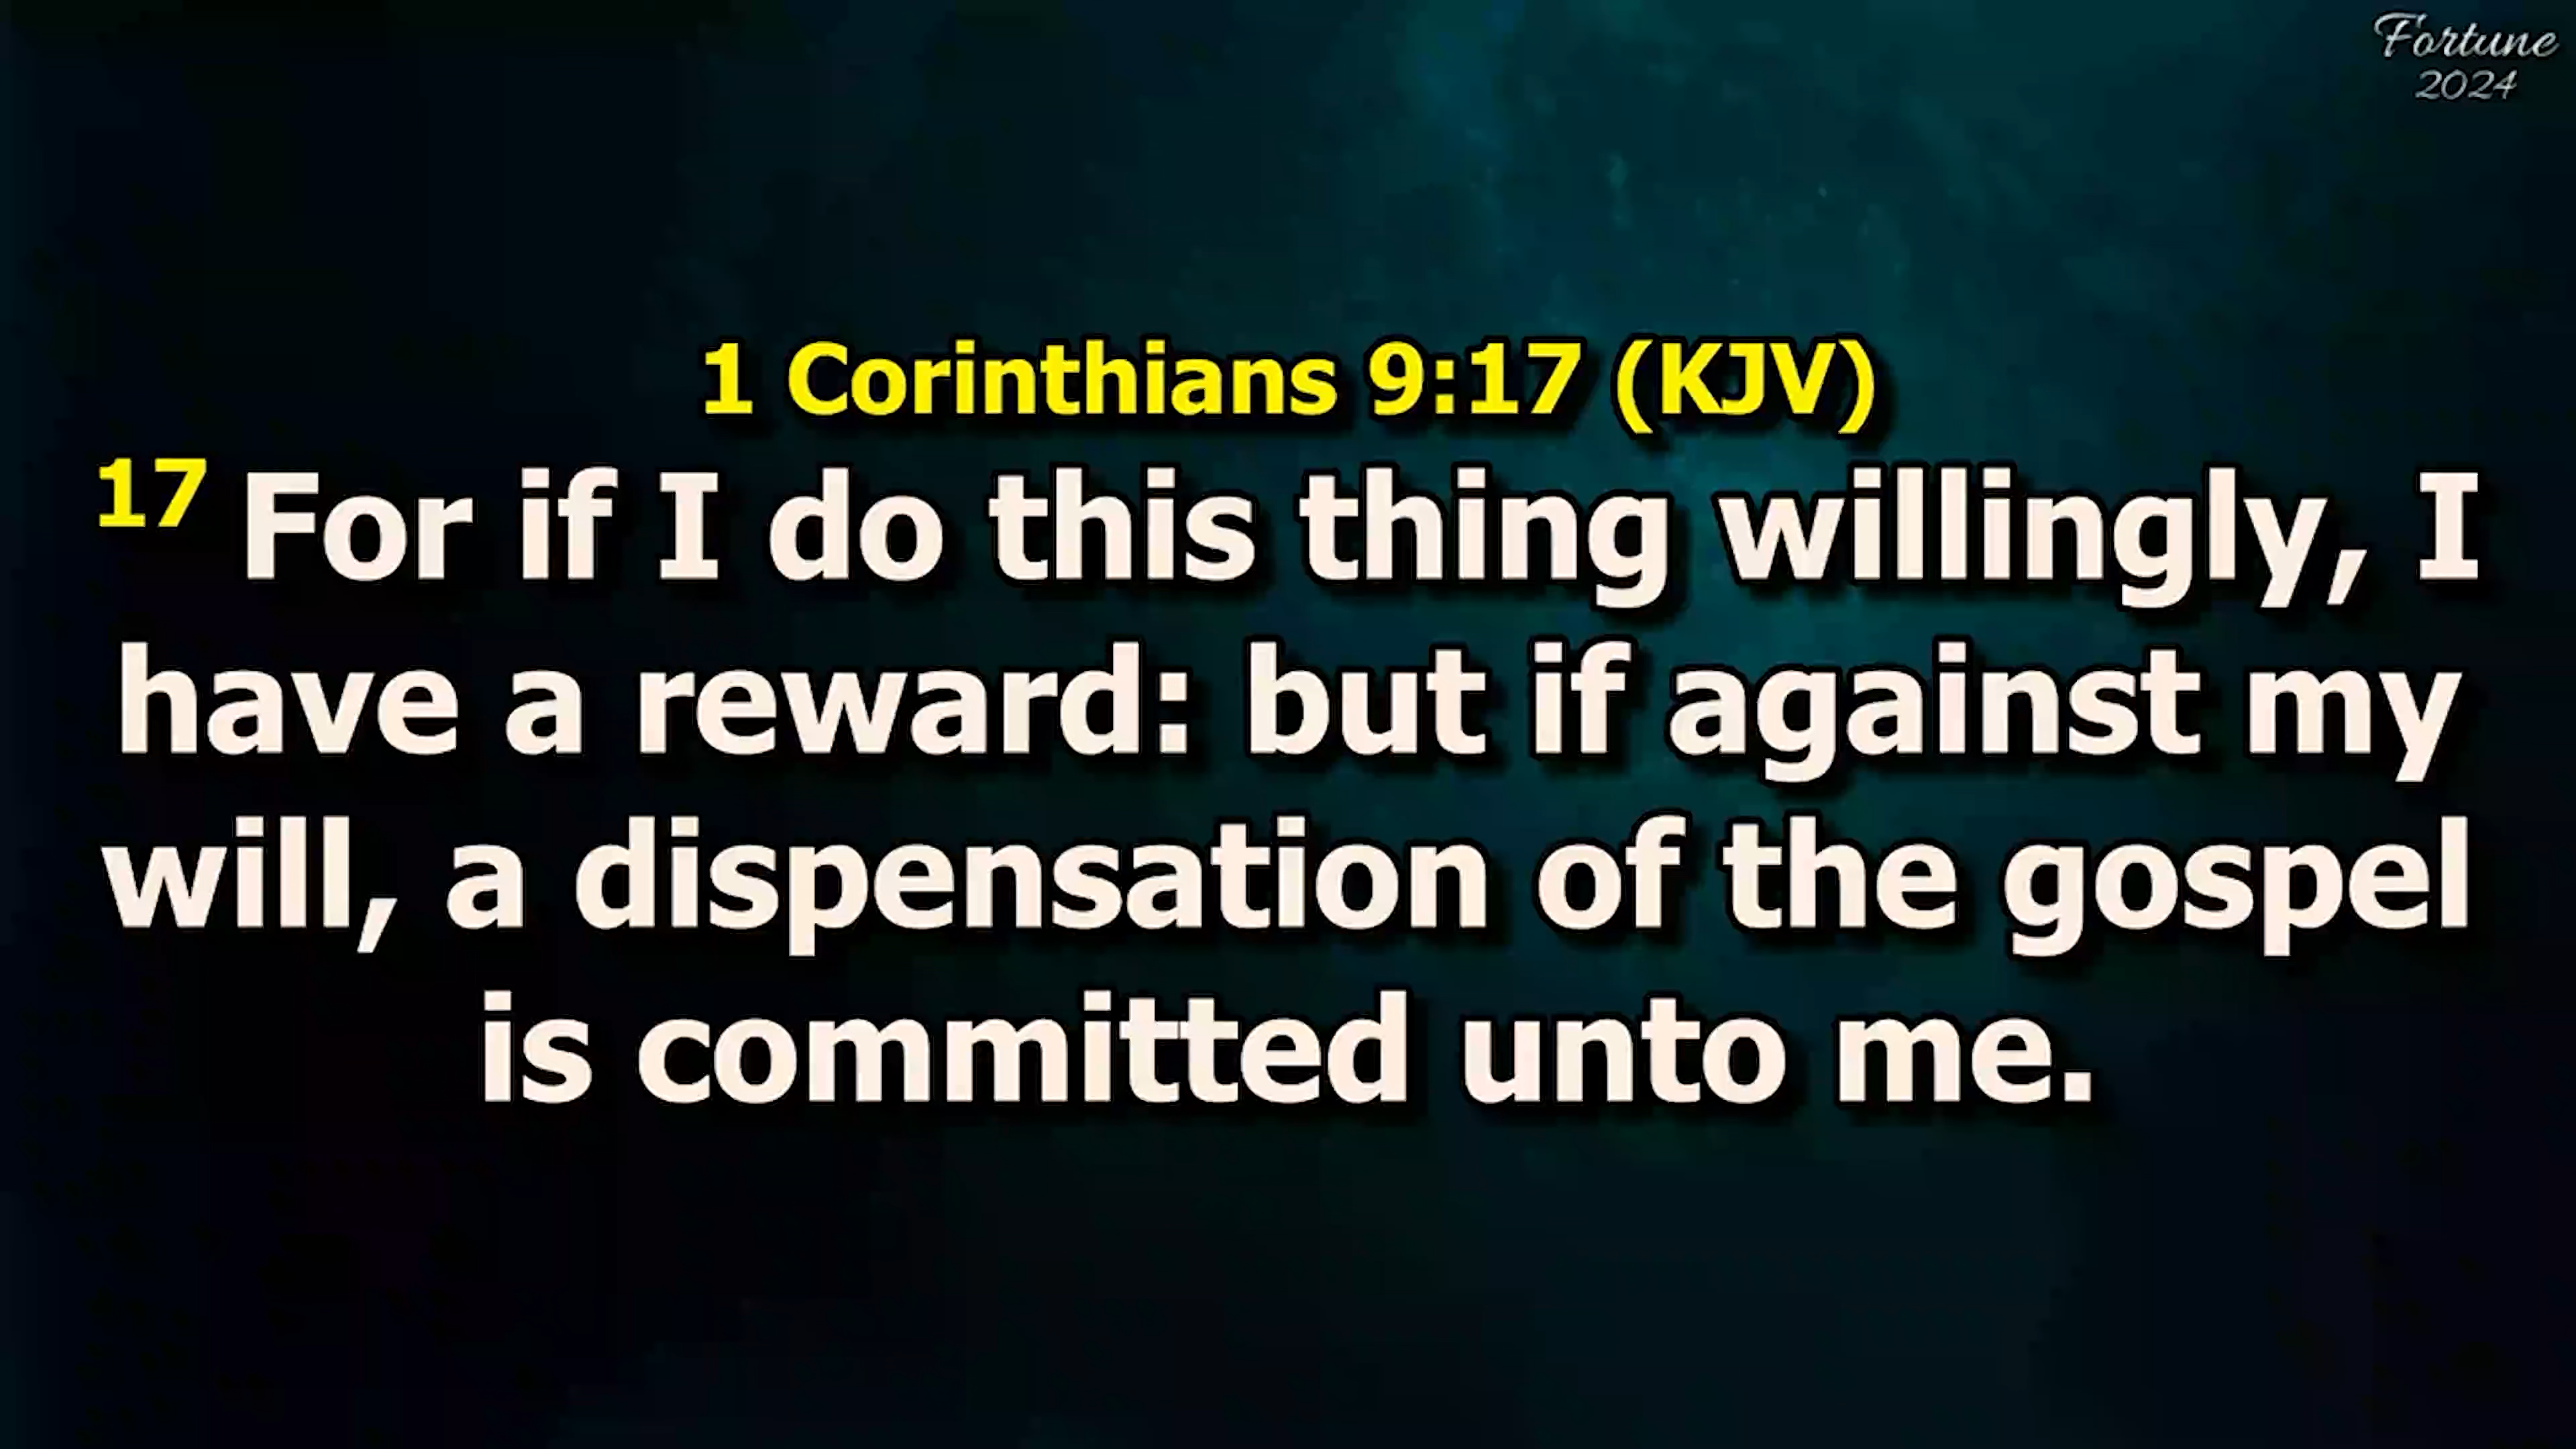 Fortune
2024
1 Corinthians 9:17 (KJV)
17 For if I do this thing willingly, I
have a reward: but if against my
will, a dispensation of the gospel
is committed unto me.